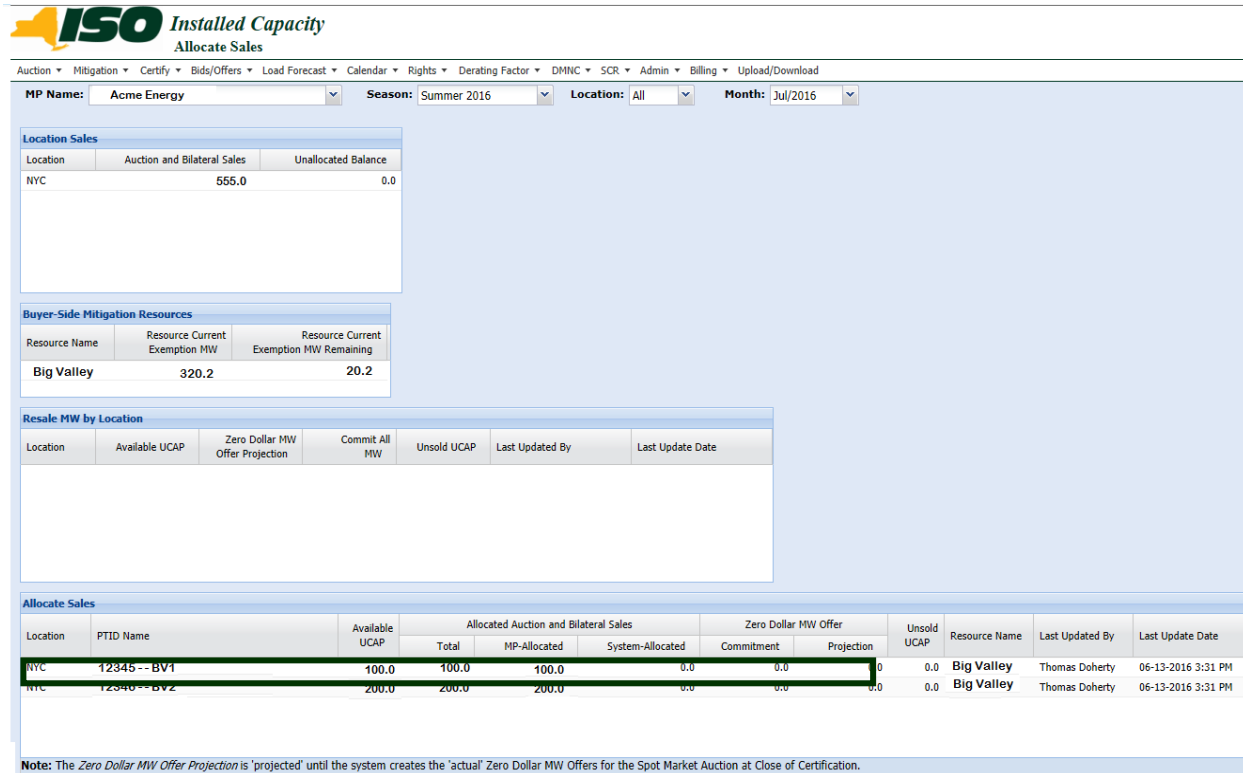 ISO Installed Capacity
Allocate Sales
Auction Mitigation Certify Bids/Offers Load Forecast Calendar Rights Derating Factor DMNC SCR Admin Billing Upload/Download
MP Name: Acme Energy Season: Summer 2016 Location: All Month: Jul/2016
Location Sales
Location Auction and Bilateral Sales Unallocated Balance
NYC 555.0 0.0
Buyer-Side Mitigation Resources
Resource Name Resource Current Exemption MW Resource Current Exemption MW Remaining
Big Valley 320.2 20.2
Resale MW by Location
Location Available UCAP Zero Dollar MW Offer Projection Commit All MW Unsold UCAP Last Updated By Last Update Date
Allocate Sales
Location PTID Name Available UCAP Allocated Auction and Bilateral Sales Zero Dollar MW Offer Unsold UCAP Resource Name Last Updated By Last Update Date
Total MP-Allocated System-Allocated Commitment Projection
NYC 12345--BV1 100.0 100.0 100.0 0.0 0.0 0.0 0.0 Big Valley Thomas Doherty 06-13-2016 3:31 PM
NYC 12346--BV2 200.0 200.0 200.0 0.0 0.0 0.0 0.0 Big Valley Thomas Doherty 06-13-2016 3:31 PM
Note: The Zero Dollar MW Offer Projection is 'projected' until the system creates the 'actual' Zero Dollar MW Offers for the Spot Market Auction at Close of Certification.